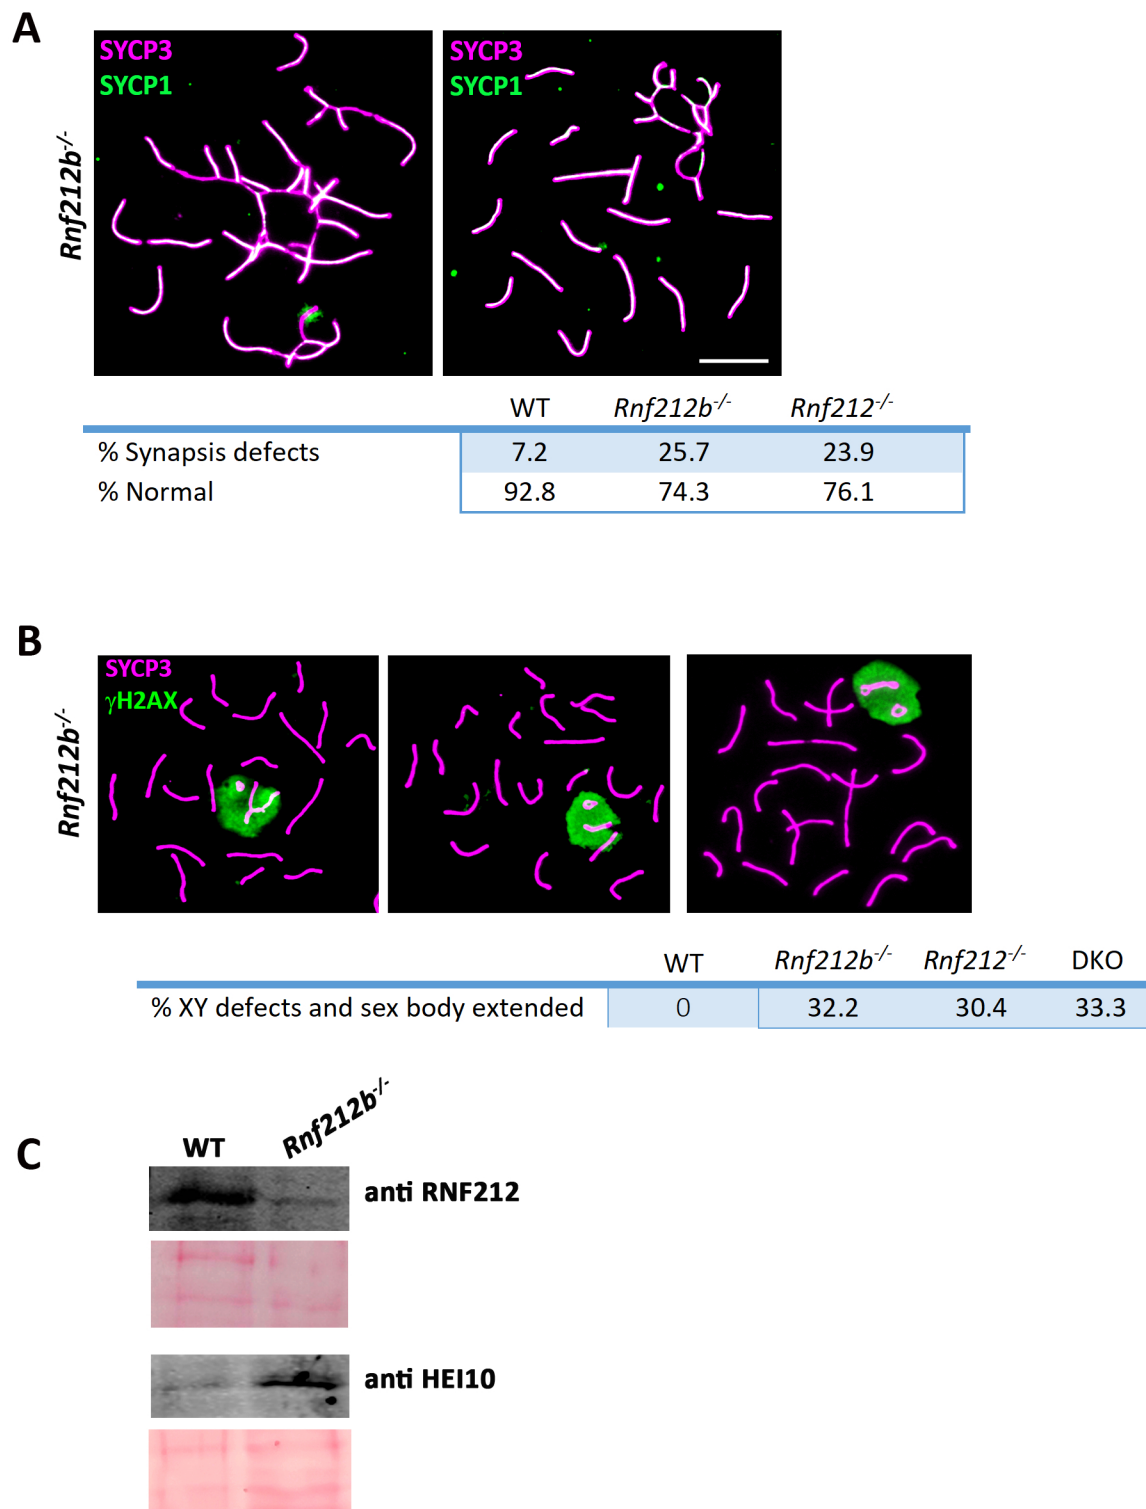 A
Rnf212b-/-
SYCP3
SYCP1
SYCP3
SYCP1
WT Rnf212b-/- Rnf212-/-
% Synapsis defects 7.2 25.7 23.9
% Normal 92.8 74.3 76.1
B
Rnf212b-/-
SYCP3
γH2AX
WT Rnf212b-/- Rnf212-/- DKO
% XY defects and sex body extended 0 32.2 30.4 33.3
C
WT Rnf212b-/-
anti RNF212
anti HEI10